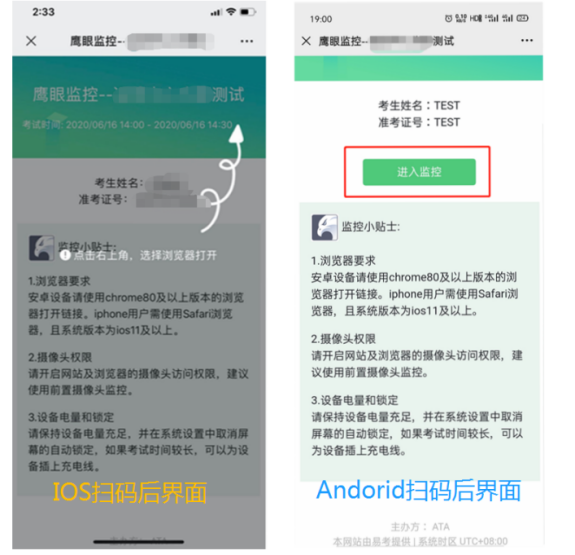 2:33
鹰眼监控--
鹰眼监控-- 测试
考试时间: 2020/06/16 14:00 - 2020/06/16 14:30
考生姓名:
准考证号:
监控小贴士:
点击右上角，选择浏览器打开
1.浏览器要求
安卓设备请使用chrome80及以上版本的浏览
器打开链接。iphone用户需使用Safari浏览
器，且系统版本为ios11及以上。
2.摄像头权限
请开启网站及浏览器的摄像头访问权限，建议
使用前置摄像头监控。
3.设备电量和锁定
请保持设备电量充足，并在系统设置中取消
屏幕的自动锁定，如果考试时间较长，可以为
设备插上充电线。
IOS扫码后界面
主办方： ATA
19:00
鹰眼监控-- 测试
考生姓名：TEST
准考证号：TEST
进入监控
监控小贴士:
1.浏览器要求
安卓设备请使用chrome80及以上版本的浏
览器打开链接。iphone用户需使用Safari浏
览器，且系统版本为ios11及以上。
2.摄像头权限
请开启网站及浏览器的摄像头访问权限，建
议使用前置摄像头监控。
3.设备电量和锁定
请保持设备电量充足，并在系统设置中取消
屏幕的自动锁定，如果考试时间较长，可以
为设备插上充电线。
Andorid扫码后界面
主办方： ATA
本网站由易考提供 | 系统时区 UTC+08:00